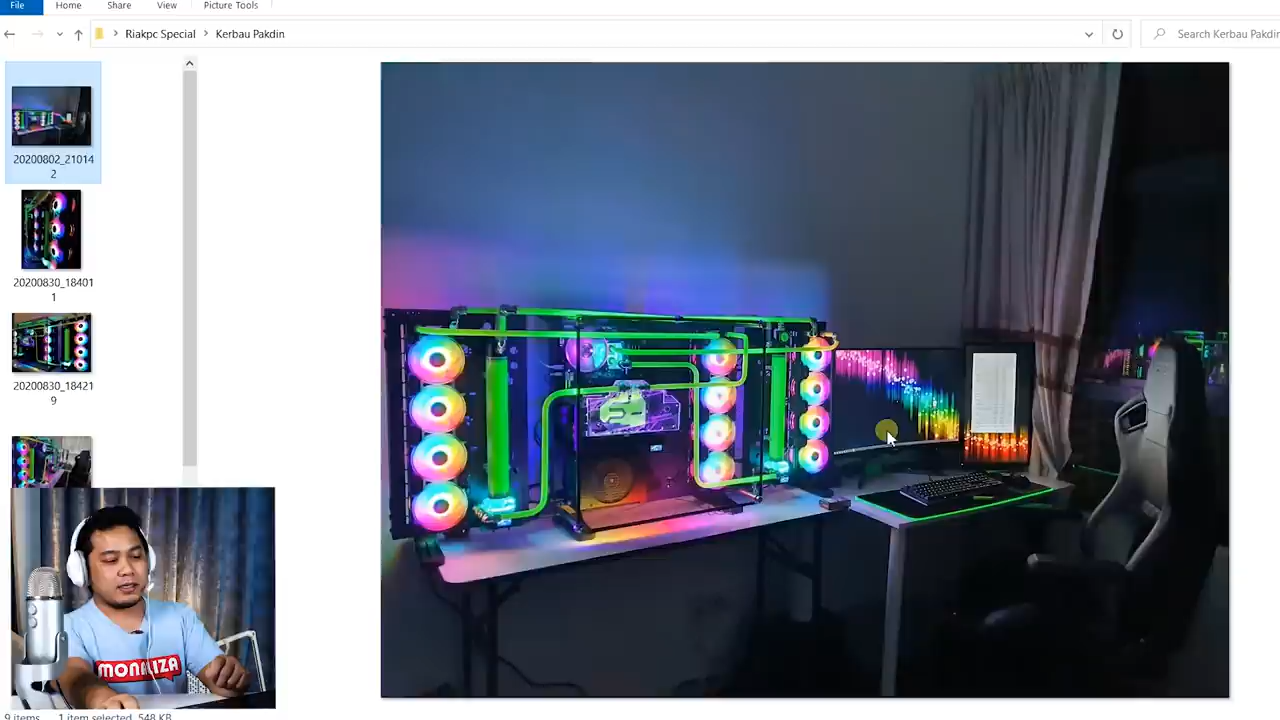 File Home Share View Picture Tools
Riakpc Special Kerbau Pakdin
Search Kerbau Pakdin
20200802_21014
2
20200830_18401
1
20200830_18421
9
MONALIZA
9 items 1 item selected 548 KB